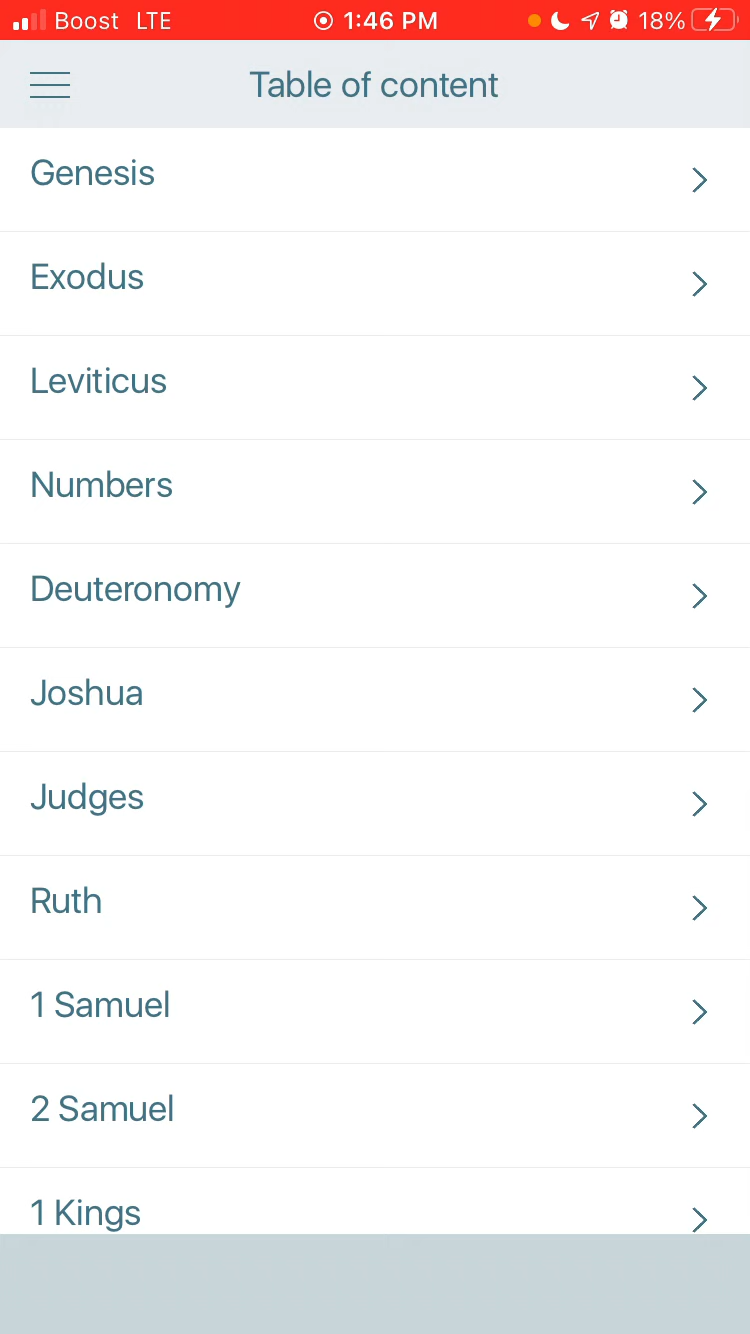 Boost LTE 1:46 PM 18%
Table of content
Genesis
Exodus
Leviticus
Numbers
Deuteronomy
Joshua
Judges
Ruth
1 Samuel
2 Samuel
1 Kings